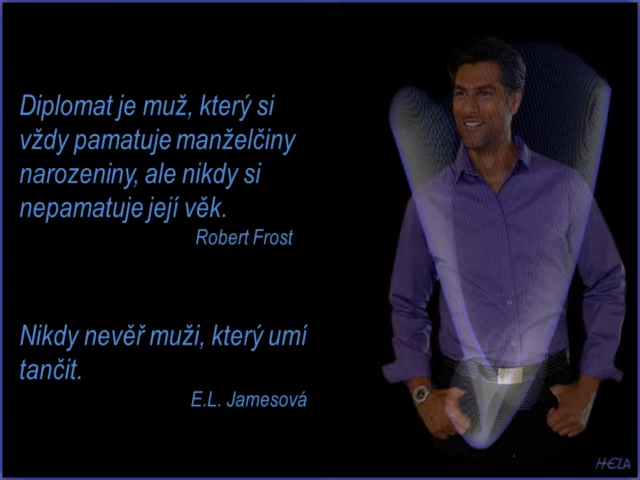 Diplomat je muž, který si
vždy pamatuje manželčiny
narozeniny, ale nikdy si
nepamatuje její věk.
Robert Frost
Nikdy nevěř muži, který umí
tančit.
E.L. Jamesová
HELA